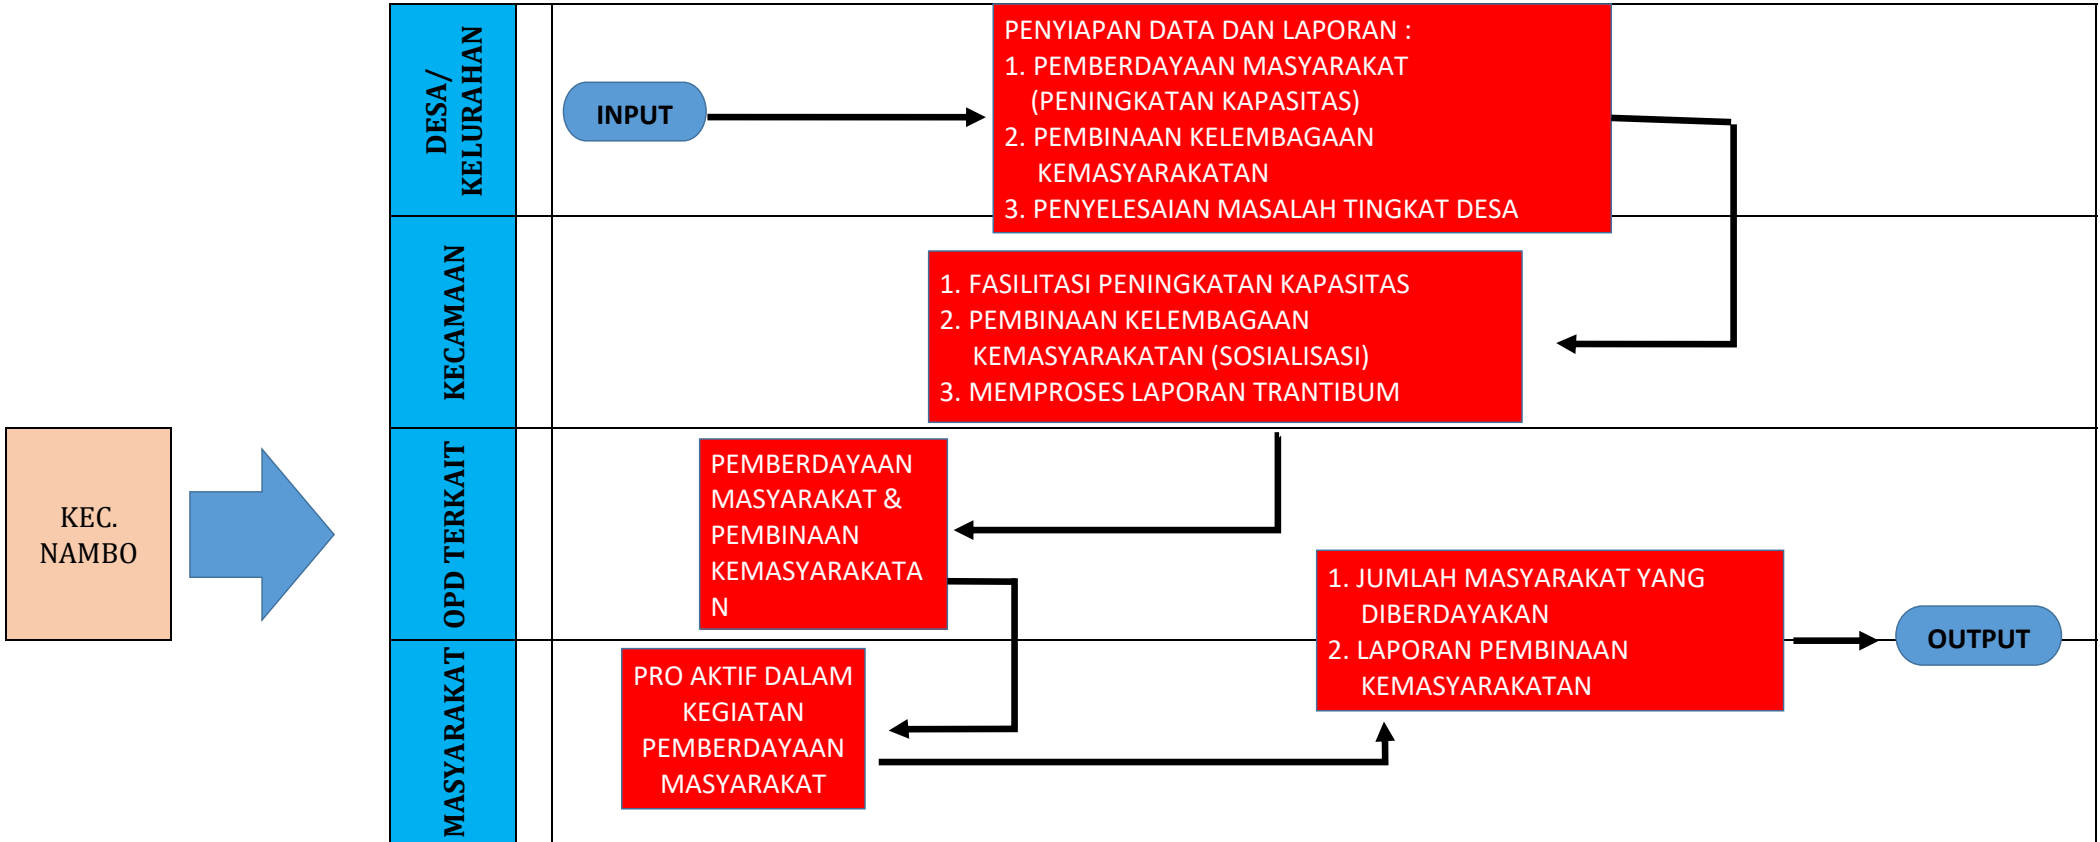 DESA/
KELURAHAN
INPUT
PENYIAPAN DATA DAN LAPORAN :
1. PEMBERDAYAAN MASYARAKAT
(PENINGKATAN KAPASITAS)
2. PEMBINAAN KELEMBAGAAN
KEMASYARAKATAN
3. PENYELESAIAN MASALAH TINGKAT DESA
KECAMAAN
1. FASILITASI PENINGKATAN KAPASITAS
2. PEMBINAAN KELEMBAGAAN
KEMASYARAKATAN (SOSIALISASI)
3. MEMPROSES LAPORAN TRANTIBUM
KEC.
NAMBO
OPD TERKAIT
PEMBERDAYAAN
MASYARAKAT &
PEMBINAAN
KEMASYARAKATA
N
1. JUMLAH MASYARAKAT YANG
DIBERDAYAKAN
2. LAPORAN PEMBINAAN
KEMASYARAKATAN
OUTPUT
MASYARAKAT
PRO AKTIF DALAM
KEGIATAN
PEMBERDAYAAN
MASYARAKAT